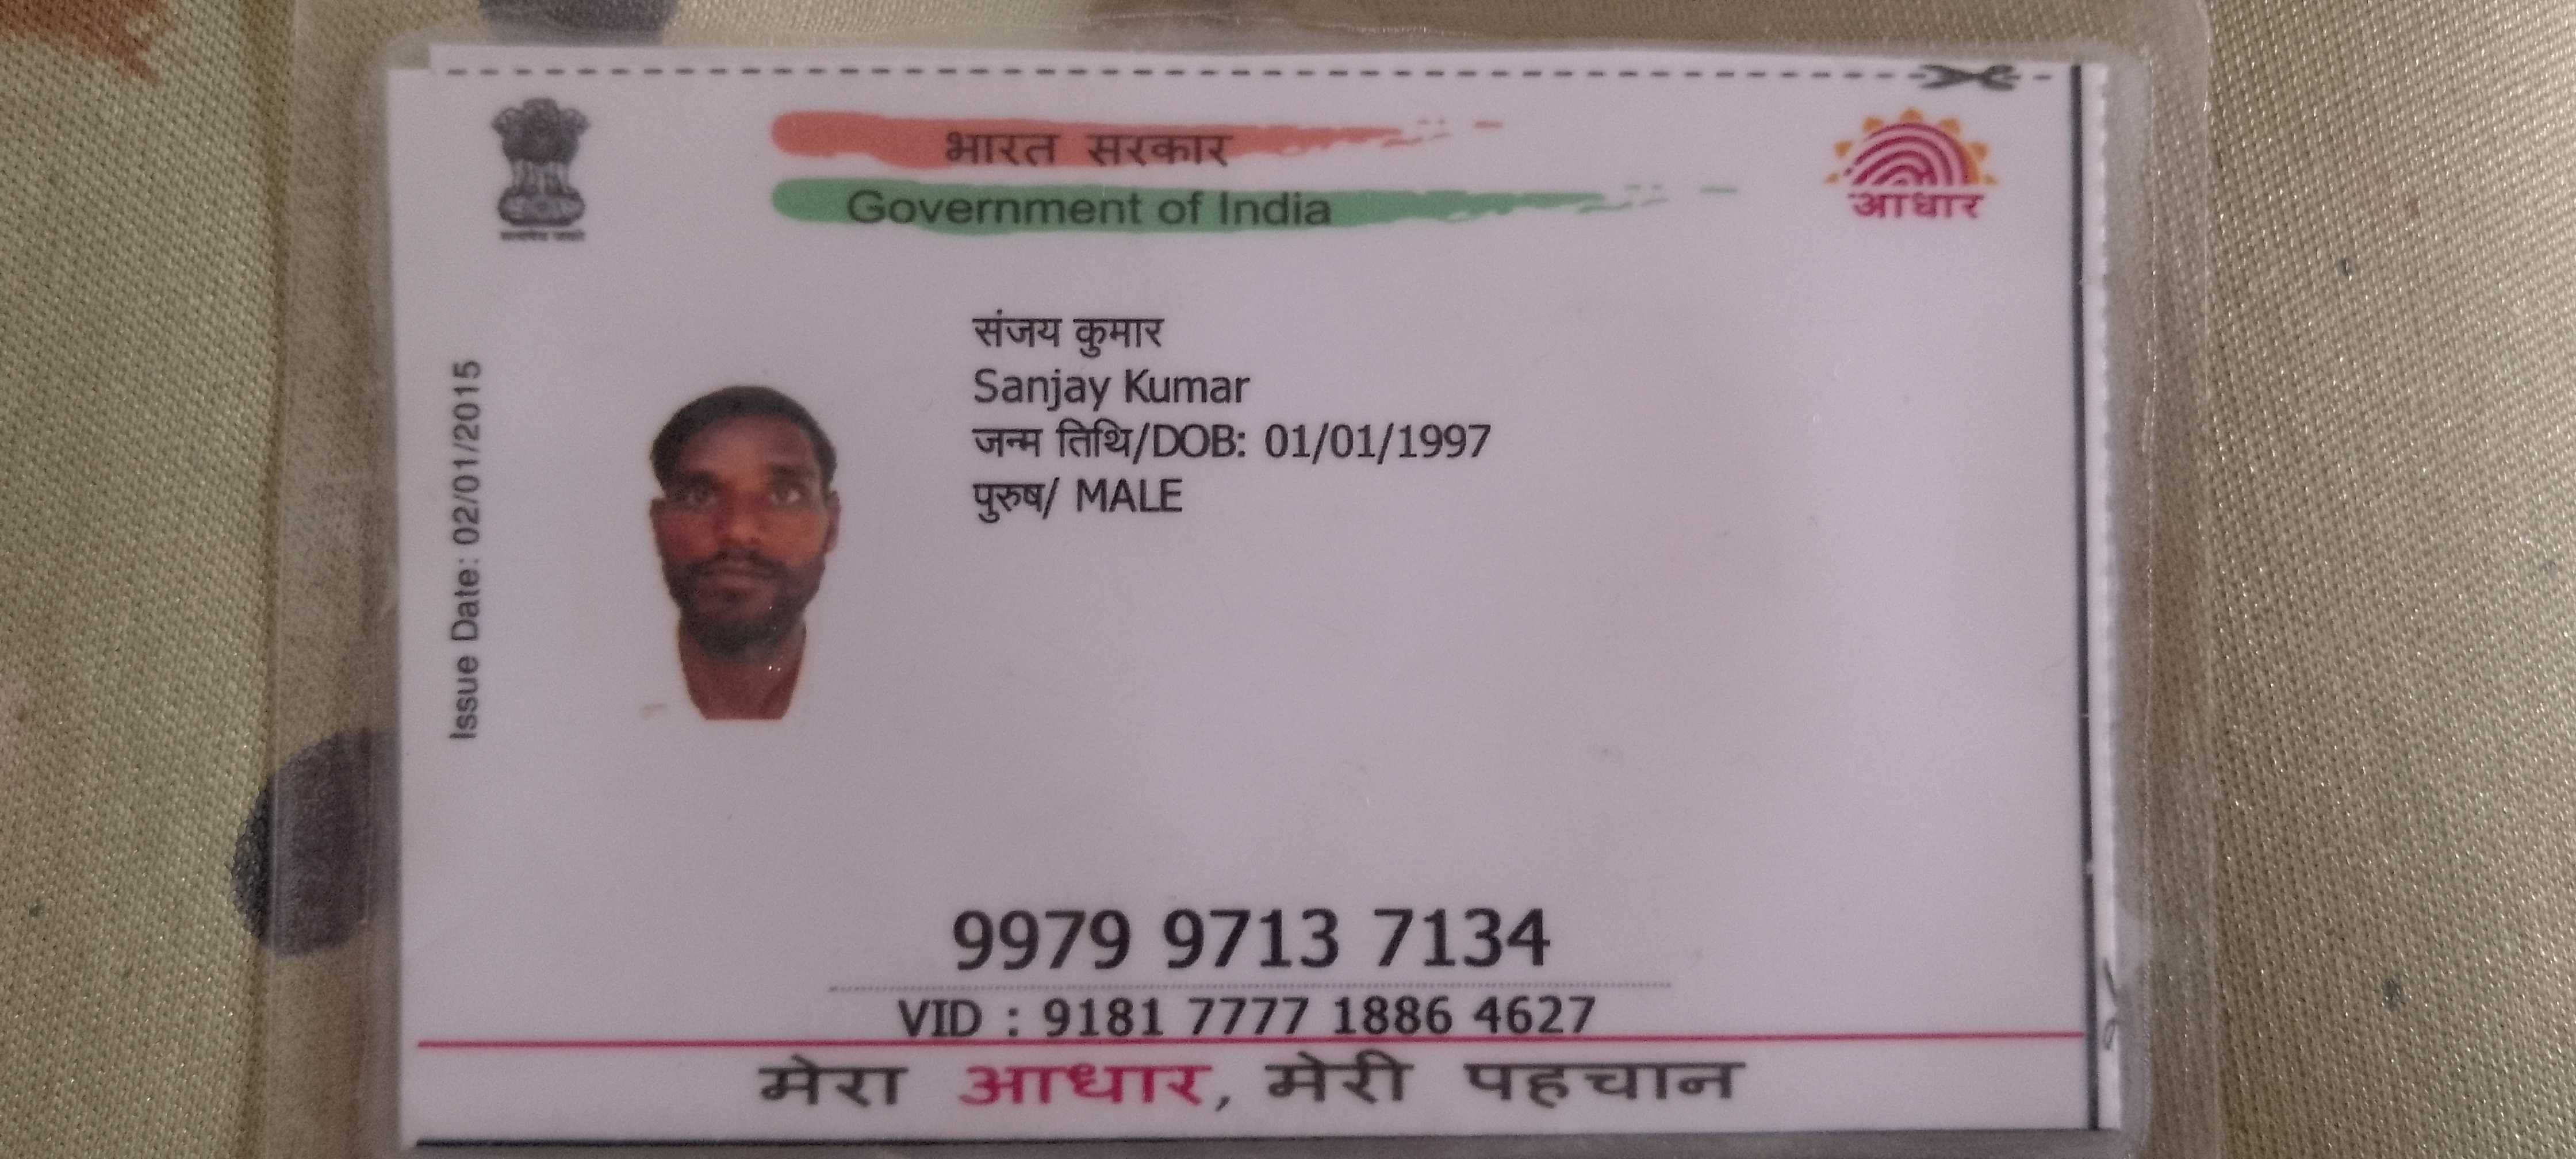 भारत सरकार
Government of India
आधार
Issue Date: 02/01/2015
संजय कुमार
Sanjay Kumar
जन्म तिथि/DOB: 01/01/1997
पुरुष/ MALE
9979 9713 7134
VID : 9181 7777 1886 4627
मेरा आधार, मेरी पहचान